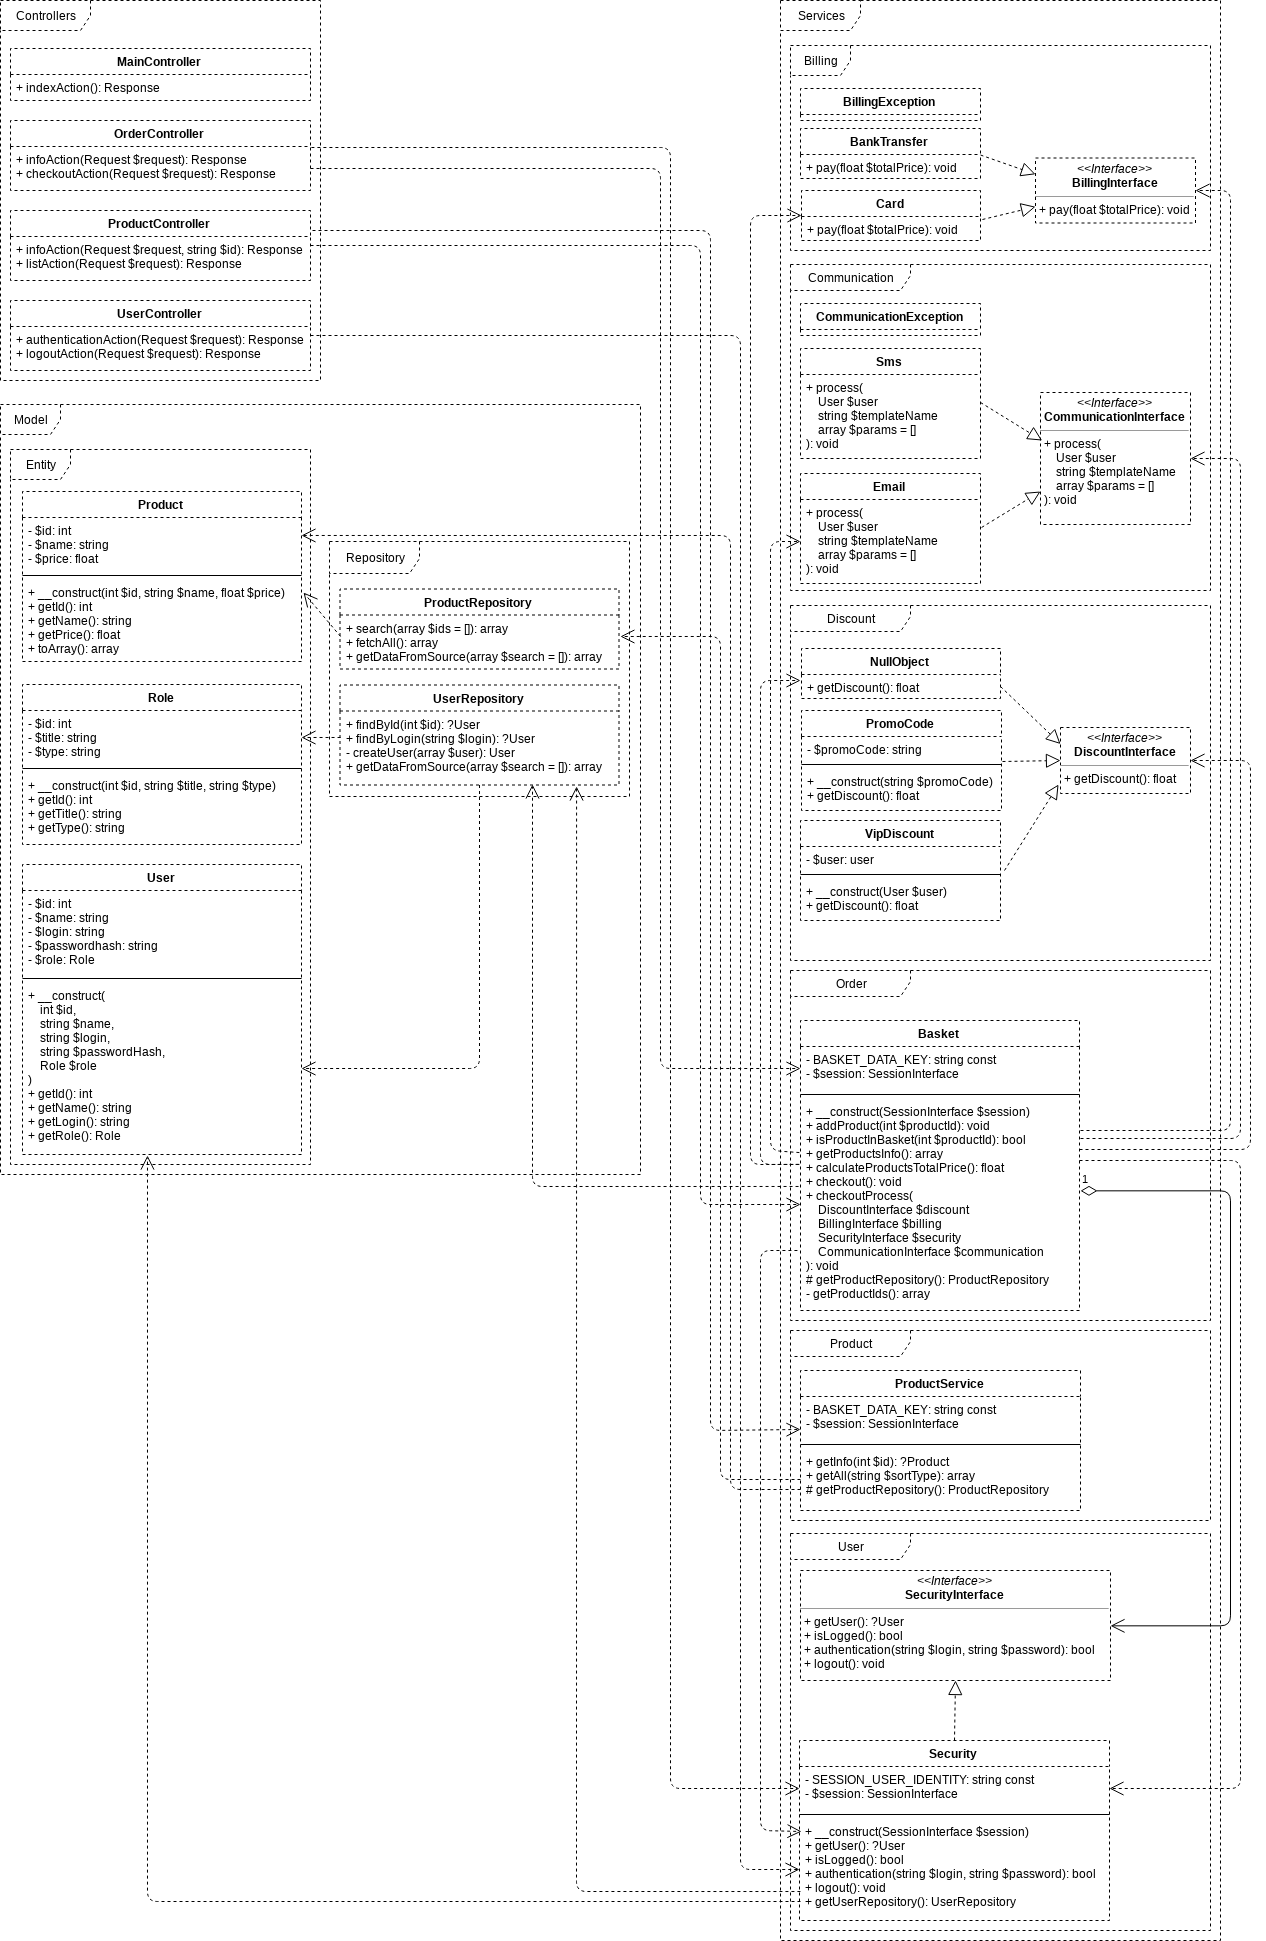 Controllers
MainController
+ indexAction(): Response
OrderController
+ infoAction(Request $request): Response
+ checkoutAction(Request $request): Response
ProductController
+ infoAction(Request $request, string $id): Response
+ listAction(Request $request): Response
UserController
+ authenticationAction(Request $request): Response
+ logoutAction(Request $request): Response
Model
Entity
Product
- $id: int
- $name: string
- $price: float
+ __construct(int $id, string $name, float $price)
+ getId(): int
+ getName(): string
+ getPrice(): float
+ toArray(): array
Role
- $id: int
- $title: string
- $type: string
+ __construct(int $id, string $title, string $type)
+ getId(): int
+ getTitle(): string
+ getType(): string
User
- $id: int
- $name: string
- $login: string
- $passwordhash: string
- $role: Role
+ __construct(
int $id,
string $name,
string $login,
string $passwordHash,
Role $role
)
+ getId(): int
+ getName(): string
+ getLogin(): string
+ getRole(): Role
Repository
ProductRepository
+ search(array $ids = []): array
+ fetchAll(): array
+ getDataFromSource(array $search = []): array
UserRepository
+ findById(int $id): ?User
+ findByLogin(string $login): ?User
- createUser(array $user): User
+ getDataFromSource(array $search = []): array
Services
Billing
BillingException
BankTransfer
+ pay(float $totalPrice): void
Card
+ pay(float $totalPrice): void
<<Interface>>
BillingInterface
+ pay(float $totalPrice): void
Communication
CommunicationException
Sms
+ process(
User $user
string $templateName
array $params = []
): void
Email
+ process(
User $user
string $templateName
array $params = []
): void
<<Interface>>
CommunicationInterface
+ process(
User $user
string $templateName
array $params = []
): void
Discount
NullObject
+ getDiscount(): float
PromoCode
- $promoCode: string
+ __construct(string $promoCode)
+ getDiscount(): float
VipDiscount
- $user: user
+ __construct(User $user)
+ getDiscount(): float
<<Interface>>
DiscountInterface
+ getDiscount(): float
Order
Basket
- BASKET_DATA_KEY: string const
- $session: SessionInterface
+ __construct(SessionInterface $session)
+ addProduct(int $productId): void
+ isProductInBasket(int $productId): bool
+ getProductsInfo(): array
+ calculateProductsTotalPrice(): float
+ checkout(): void
+ checkoutProcess(
DiscountInterface $discount
BillingInterface $billing
SecurityInterface $security
CommunicationInterface $communication
): void
# getProductRepository(): ProductRepository
- getProductIds(): array
1
Product
ProductService
- BASKET_DATA_KEY: string const
- $session: SessionInterface
+ getInfo(int $id): ?Product
+ getAll(string $sortType): array
# getProductRepository(): ProductRepository
User
<<Interface>>
SecurityInterface
+ getUser(): ?User
+ isLogged(): bool
+ authentication(string $login, string $password): bool
+ logout(): void
Security
- SESSION_USER_IDENTITY: string const
- $session: SessionInterface
+ __construct(SessionInterface $session)
+ getUser(): ?User
+ isLogged(): bool
+ authentication(string $login, string $password): bool
+ logout(): void
+ getUserRepository(): UserRepository